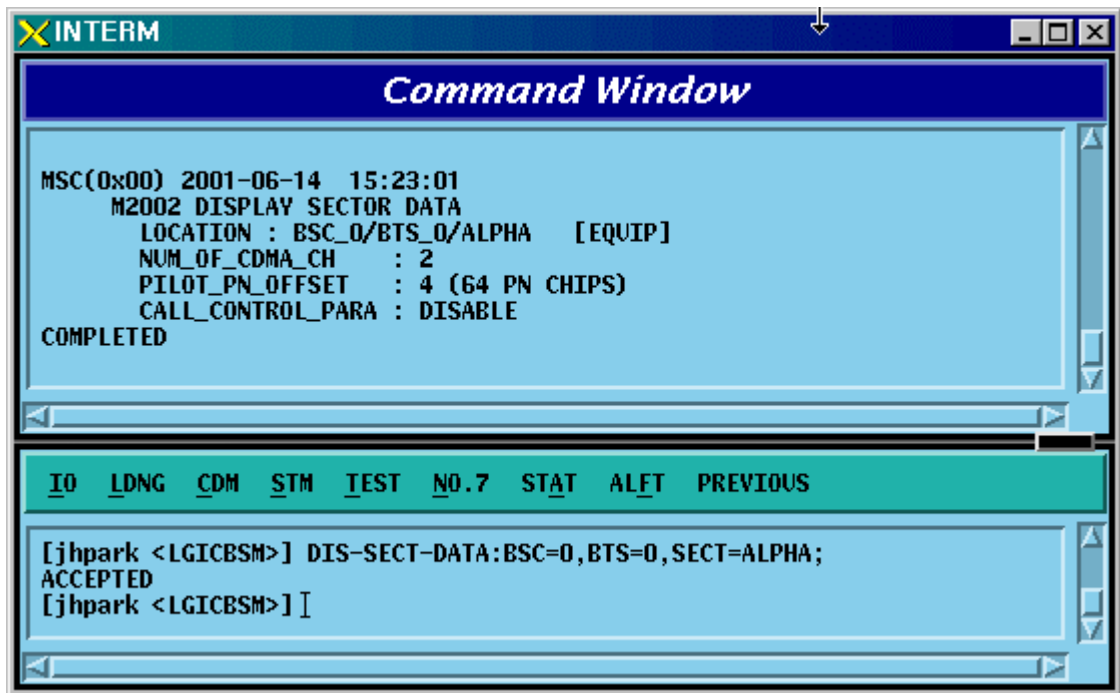 INTERM
Command Window
MSC(0x00) 2001-06-14 15:23:01
M2002 DISPLAY SECTOR DATA
LOCATION : BSC_0/BTS_0/ALPHA [EQUIP]
NUM_OF_CDMA_CH : 2
PILOT_PN_OFFSET : 4 (64 PN CHIPS)
CALL_CONTROL_PARA : DISABLE
COMPLETED
IO LDNG CDM STM TEST NO.7 STAT ALFT PREVIOUS
[jhpark <LGICBSM>] DIS-SECT-DATA:BSC=0,BTS=0,SECT=ALPHA;
ACCEPTED
[jhpark <LGICBSM>]